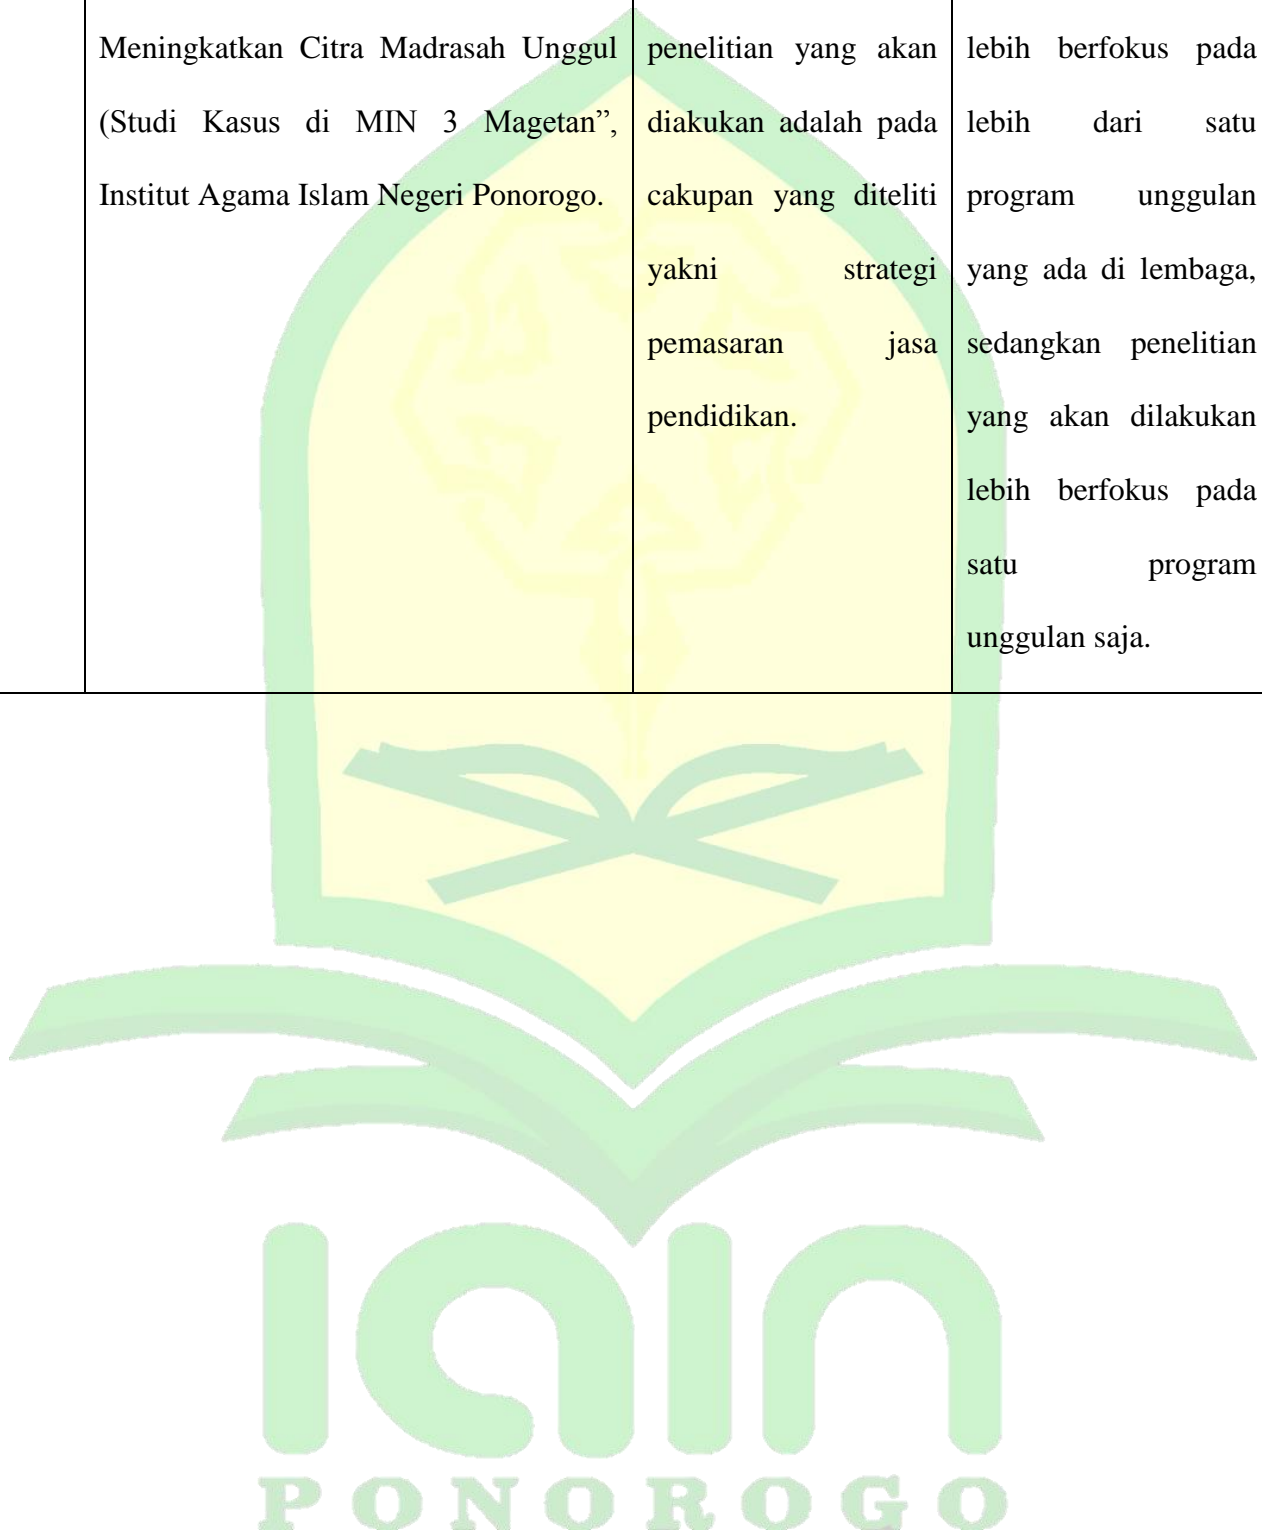 Meningkatkan Citra Madrasah Unggul
(Studi Kasus di MIN 3 Magetan”,
Institut Agama Islam Negeri Ponorogo.
penelitian yang akan
diakukan adalah pada
cakupan yang diteliti
yakni strategi
pemasaran jasa
pendidikan.
lebih berfokus pada
lebih dari satu
program unggulan
yang ada di lembaga,
sedangkan penelitian
yang akan dilakukan
lebih berfokus pada
satu program
unggulan saja.
iain
PONOROGO